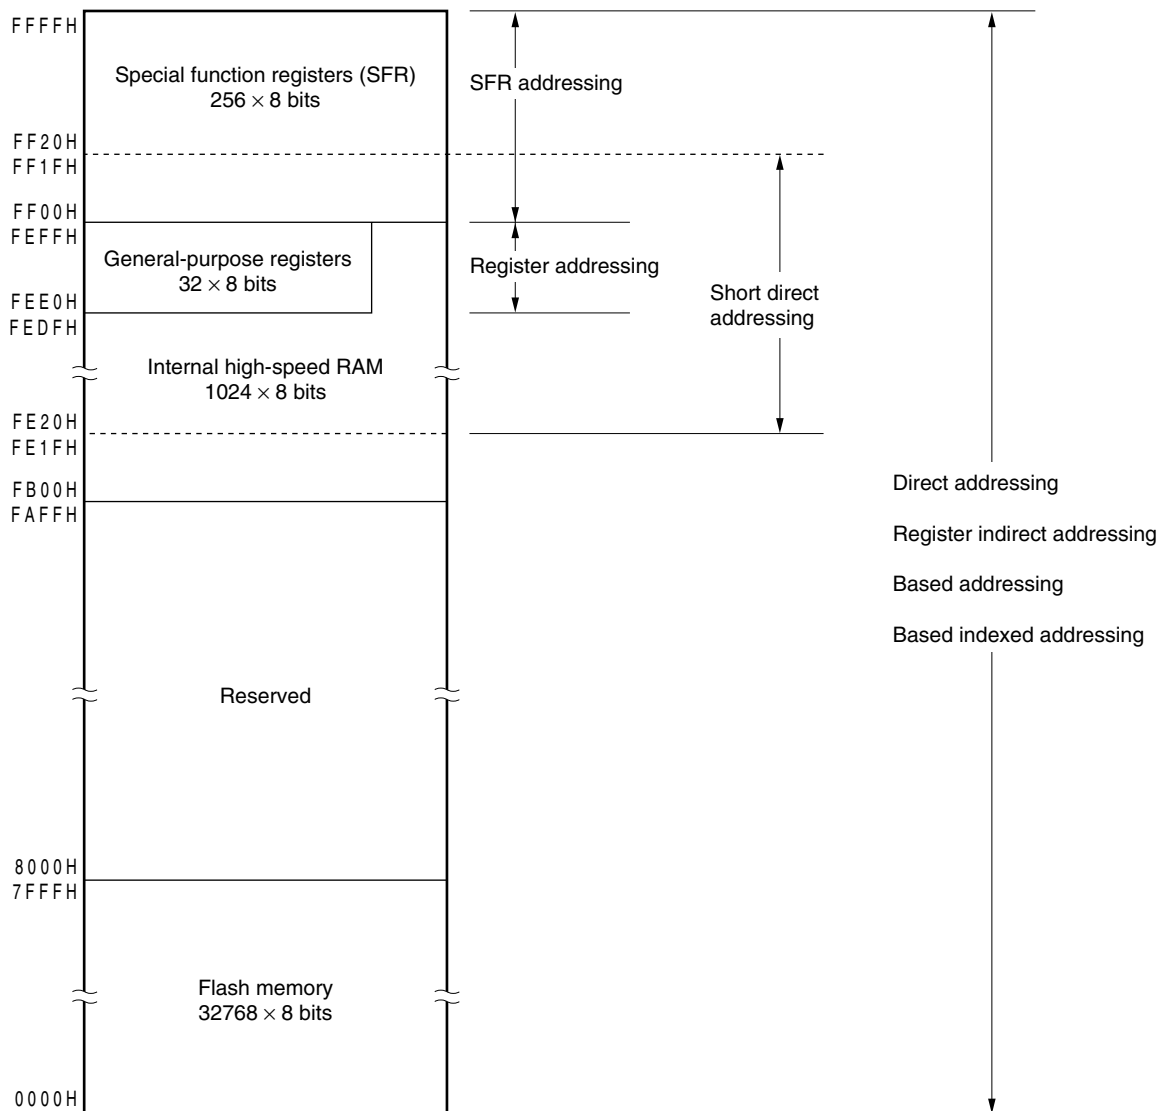 FFFFH
Special function registers (SFR)
256 × 8 bits
SFR addressing
FF20H
FF1FH
FF00H
FEFFH
General-purpose registers
32 × 8 bits
Register addressing
Short direct
addressing
FEE0H
FEDFH
Internal high-speed RAM
1024 × 8 bits
FE20H
FE1FH
FB00H
FAFFH
Direct addressing
Register indirect addressing
Based addressing
Based indexed addressing
Reserved
8000H
7FFFH
Flash memory
32768 × 8 bits
0000H